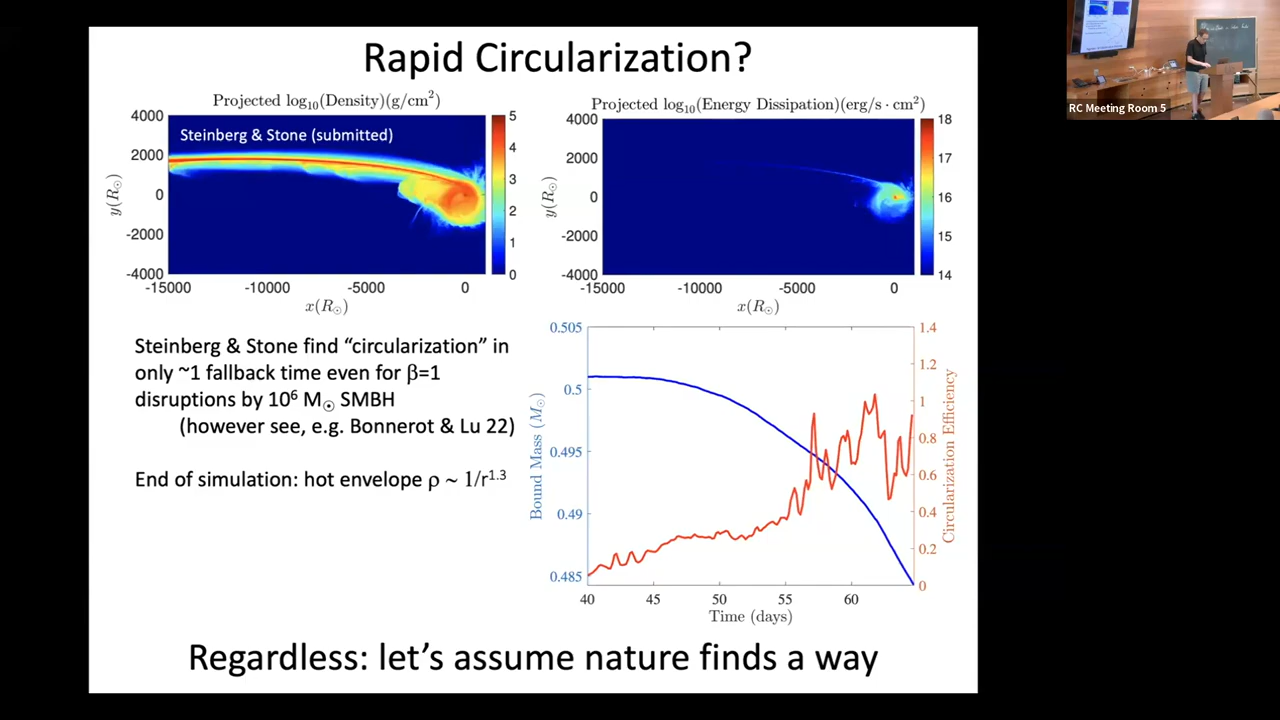 Rapid Circularization?
Projected log₁₀(Density)(g/cm²)
Steinberg & Stone (submitted)
4000
2000
0
-2000
-4000
y(R☉)
-15000 -10000 -5000 0
x(R☉)
5
4
3
2
1
0
Projected log₁₀(Energy Dissipation)(erg/s · cm²)
4000
2000
0
-2000
-4000
y(R☉)
-15000 -10000 -5000 0
x(R☉)
18
17
16
15
14
Steinberg & Stone find “circularization” in
only ~1 fallback time even for β=1
disruptions by 10⁶ M☉ SMBH
(however see, e.g. Bonnerot & Lu 22)
End of simulation: hot envelope ρ ~ 1/r¹·³
0.505
0.5
0.495
0.49
0.485
Bound Mass (M☉)
40 45 50 55 60
Time (days)
1.4
1.2
1
0.8
0.6
0.4
0.2
0
Circularization Efficiency
Regardless: let’s assume nature finds a way
RC Meeting Room 5